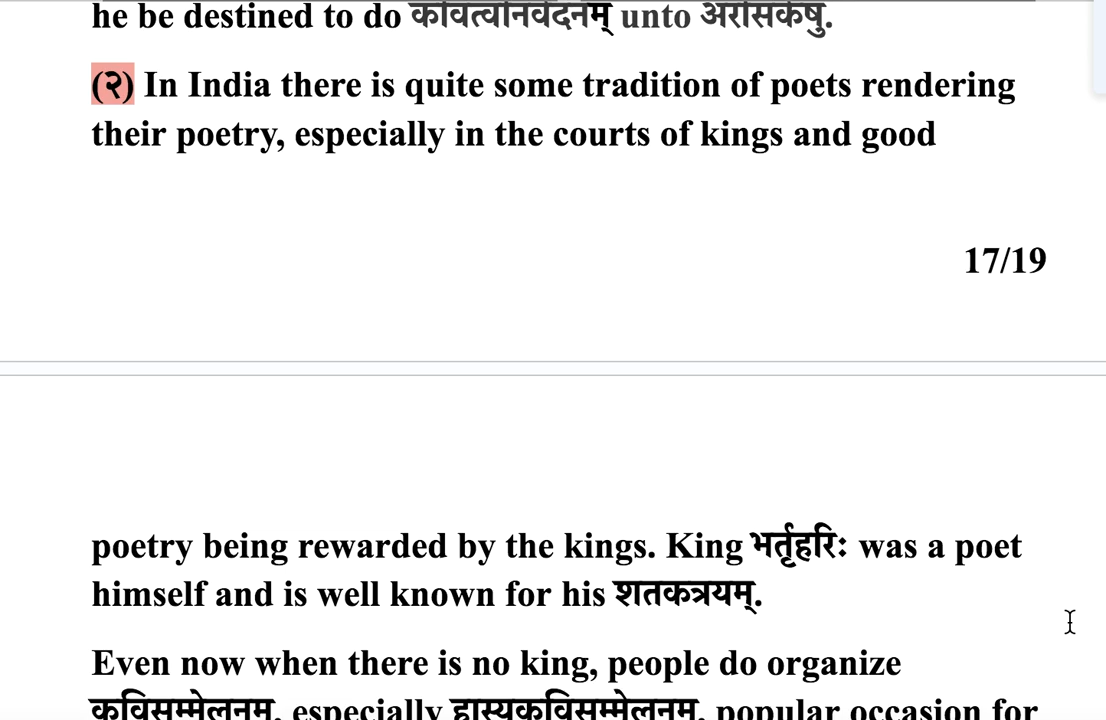 he be destined to do कवित्वनिवेदनम् unto अरसिकेषु.
(२) In India there is quite some tradition of poets rendering
their poetry, especially in the courts of kings and good
17/19
poetry being rewarded by the kings. King भर्तृहरिः was a poet
himself and is well known for his शतकत्रयम्.
Even now when there is no king, people do organize
कविसम्मेलनम्, especially हास्यकविसम्मेलनम्, popular occasion for